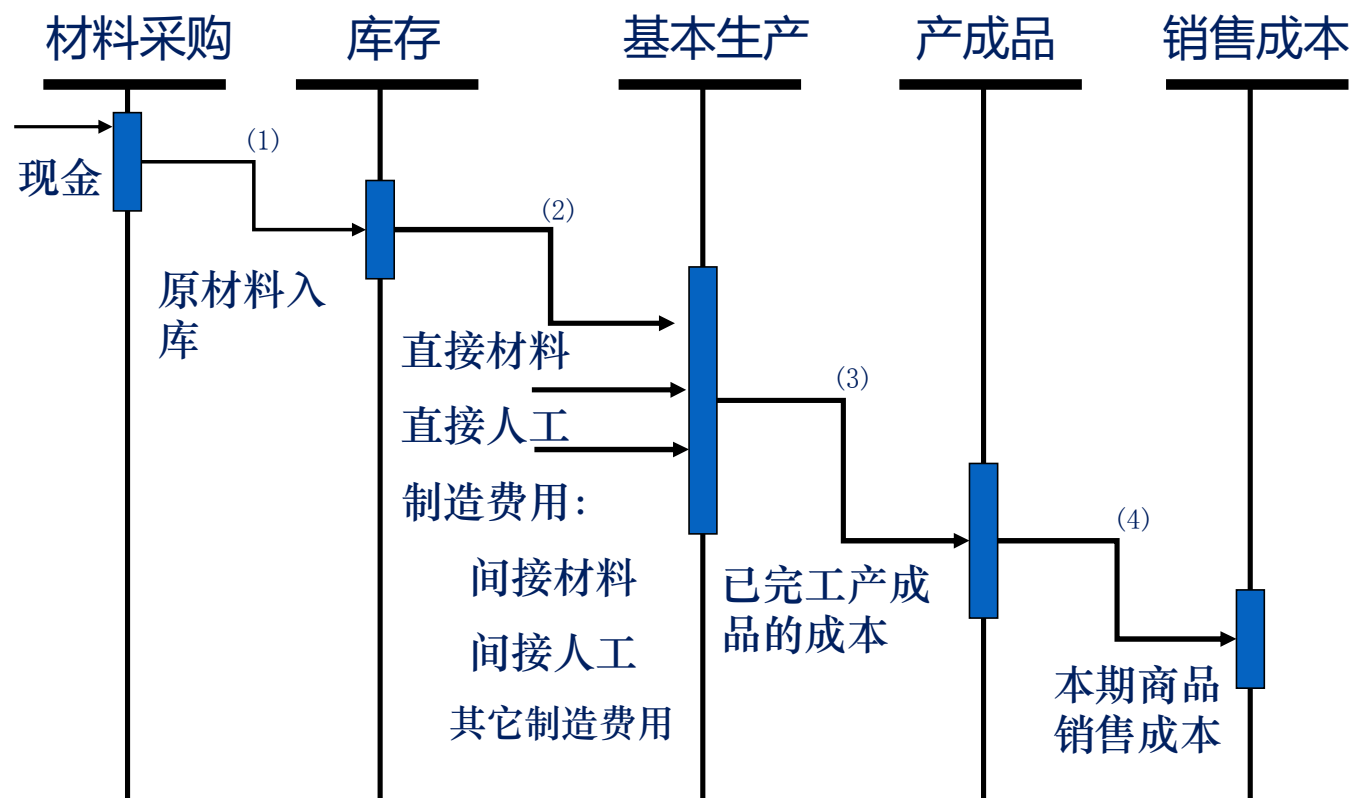 材料采购
库存
基本生产
产成品
销售成本
现金
(1)
原材料入
库
(2)
直接材料
直接人工
制造费用：
间接材料
间接人工
其它制造费用
(3)
已完工产成
品的成本
(4)
本期商品
销售成本